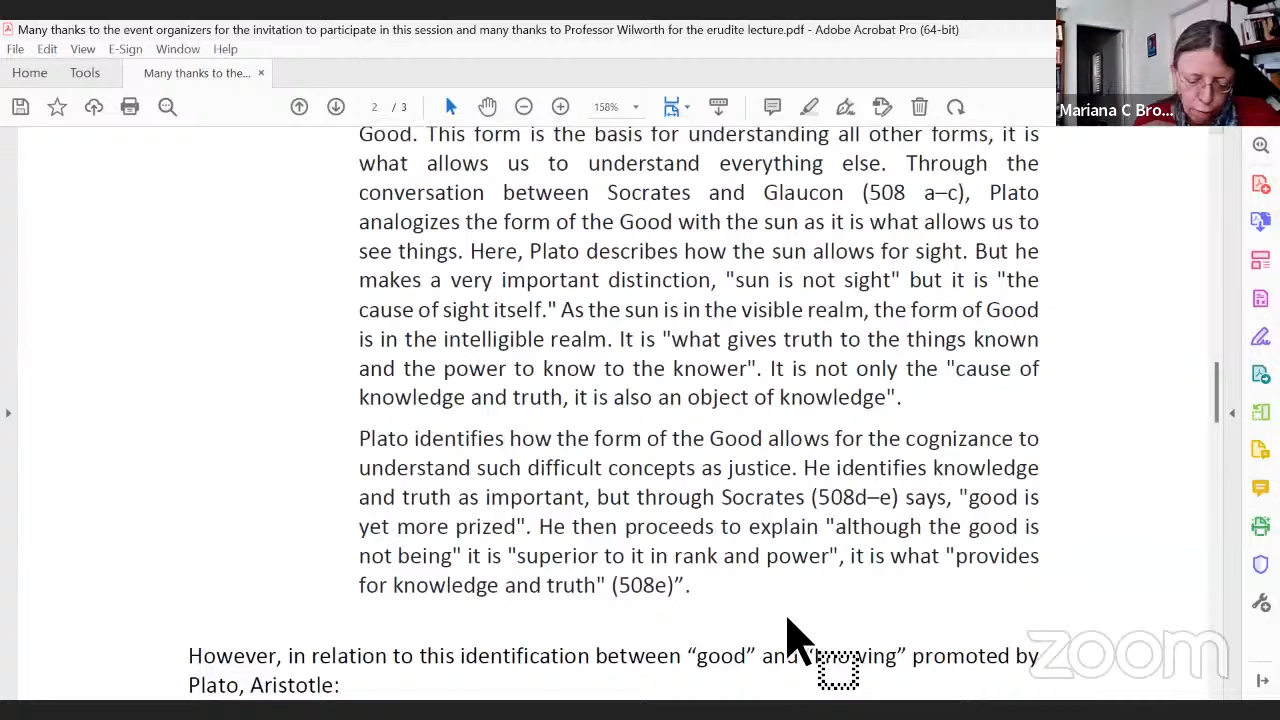 Many thanks to the event organizers for the invitation to participate in this session and many thanks to Professor Wilworth for the erudite lecture.pdf - Adobe Acrobat Pro (64-bit)
File Edit View E-Sign Window Help
Home Tools Many thanks to the... ×
2 / 3 158%
Mariana C Bro...
Good. This form is the basis for understanding all other forms, it is
what allows us to understand everything else. Through the
conversation between Socrates and Glaucon (508 a–c), Plato
analogizes the form of the Good with the sun as it is what allows us to
see things. Here, Plato describes how the sun allows for sight. But he
makes a very important distinction, "sun is not sight" but it is "the
cause of sight itself." As the sun is in the visible realm, the form of Good
is in the intelligible realm. It is "what gives truth to the things known
and the power to know to the knower". It is not only the "cause of
knowledge and truth, it is also an object of knowledge".
Plato identifies how the form of the Good allows for the cognizance to
understand such difficult concepts as justice. He identifies knowledge
and truth as important, but through Socrates (508d–e) says, "good is
yet more prized". He then proceeds to explain "although the good is
not being" it is "superior to it in rank and power", it is what "provides
for knowledge and truth" (508e)”.
However, in relation to this identification between “good” and promoted by
Plato, Aristotle:
zoom